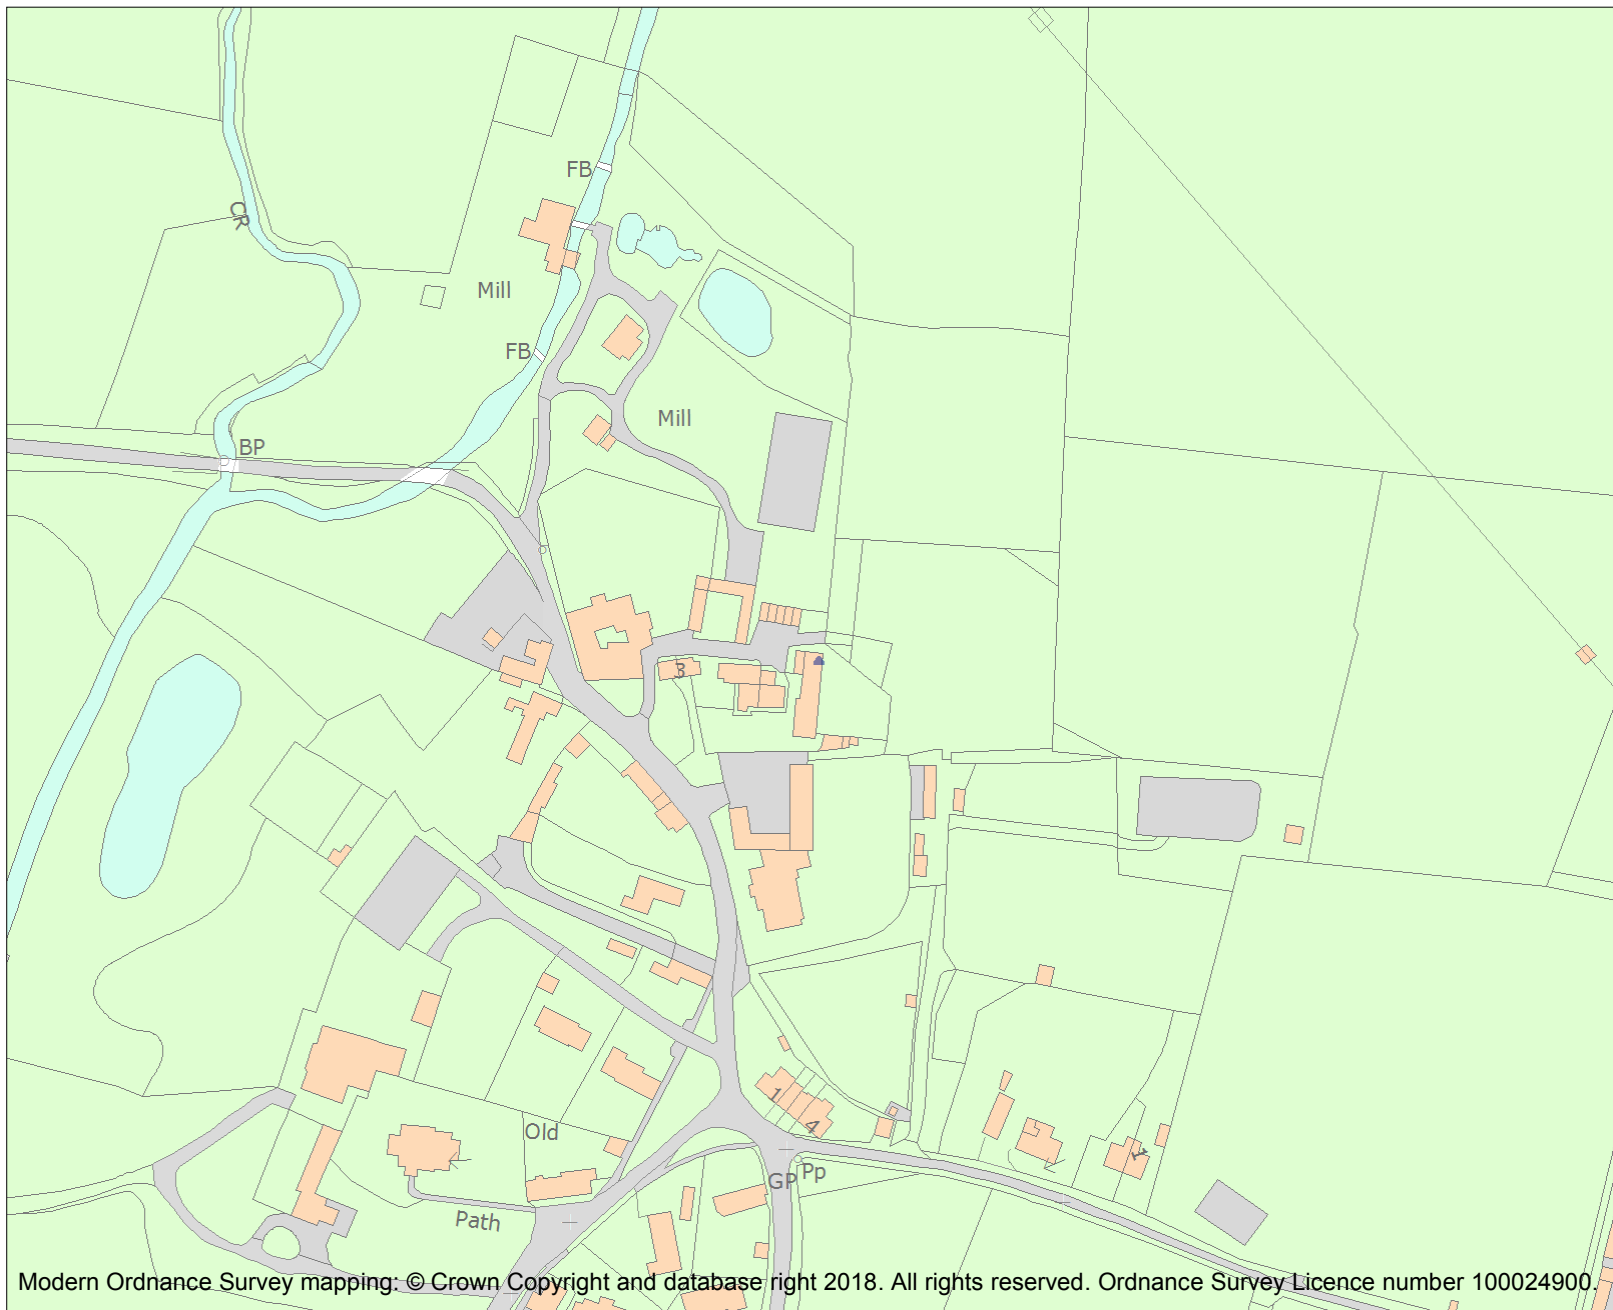 FB
CR
Mill
FB
Mill
BP
3
1
4
Old
1
Pp
GP
Path
Modern Ordnance Survey mapping: © Crown Copyright and database right 2018. All rights reserved. Ordnance Survey Licence number 100024900.